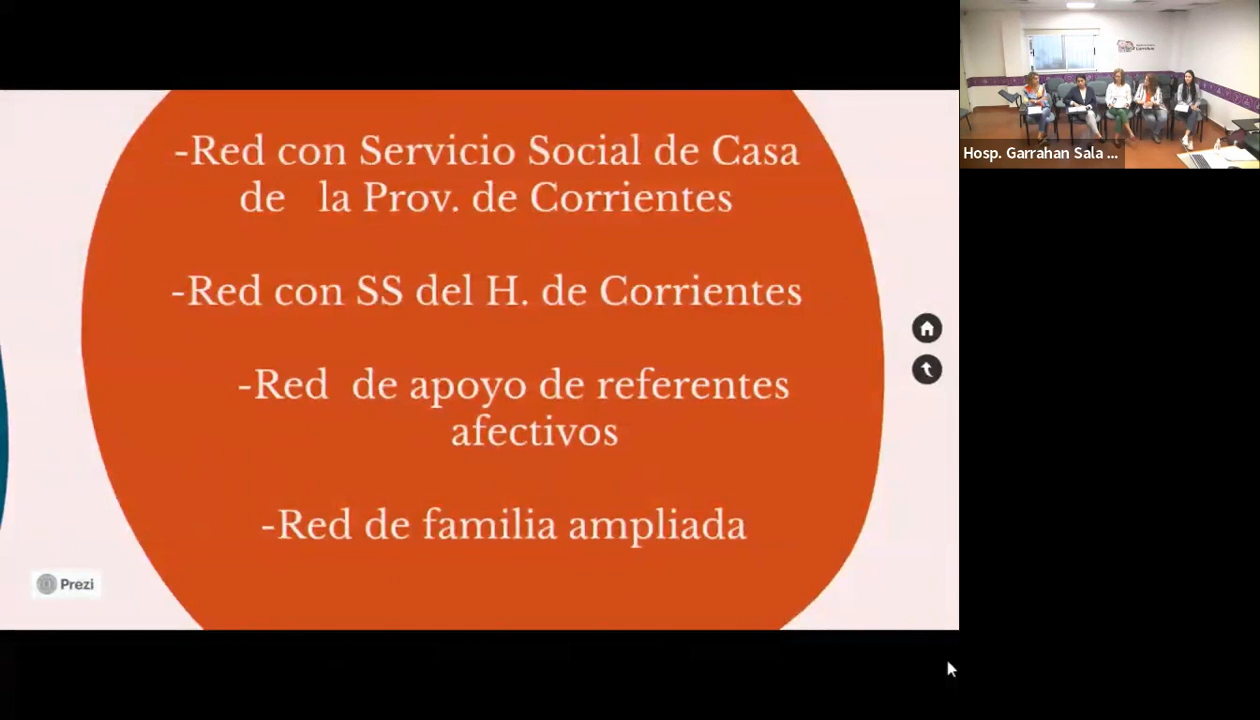 -Red con Servicio Social de Casa
de la Prov. de Corrientes
-Red con SS del H. de Corrientes
-Red de apoyo de referentes
afectivos
-Red de familia ampliada
Prezi
Hosp. Garrahan Sala ...